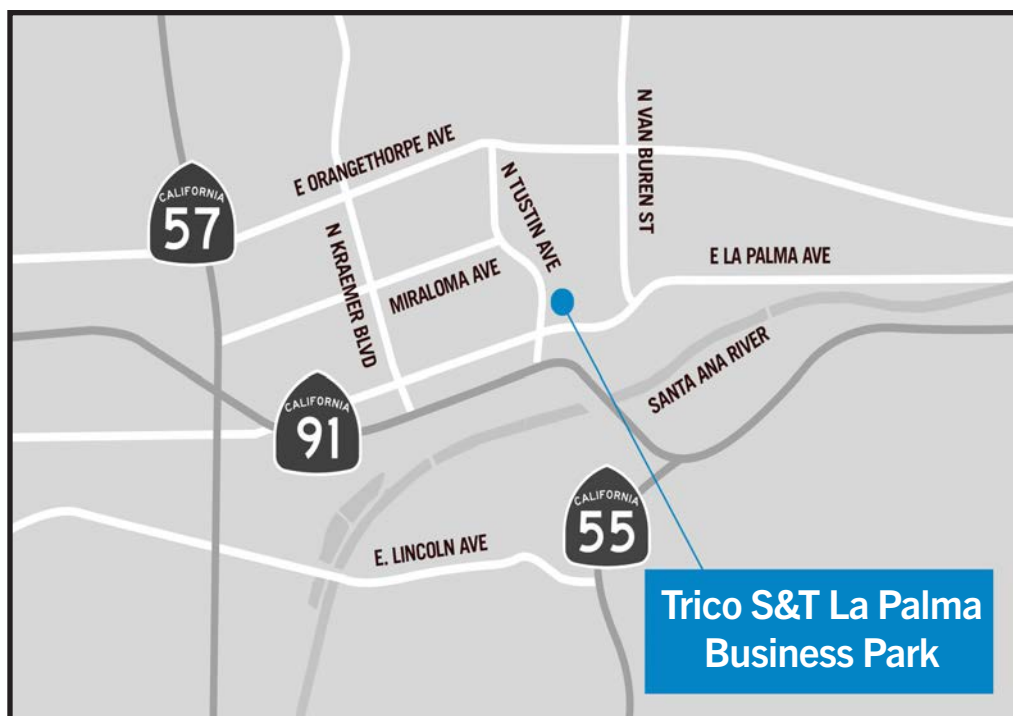 N VAN BUREN ST
E ORANGETHORPE AVE
N TUSTIN AVE
CALIFORNIA
57
N KRAEMER BLVD
MIRALOMA AVE
E LA PALMA AVE
SANTA ANA RIVER
CALIFORNIA
91
CALIFORNIA
55
E. LINCOLN AVE
Trico S&T La Palma
Business Park